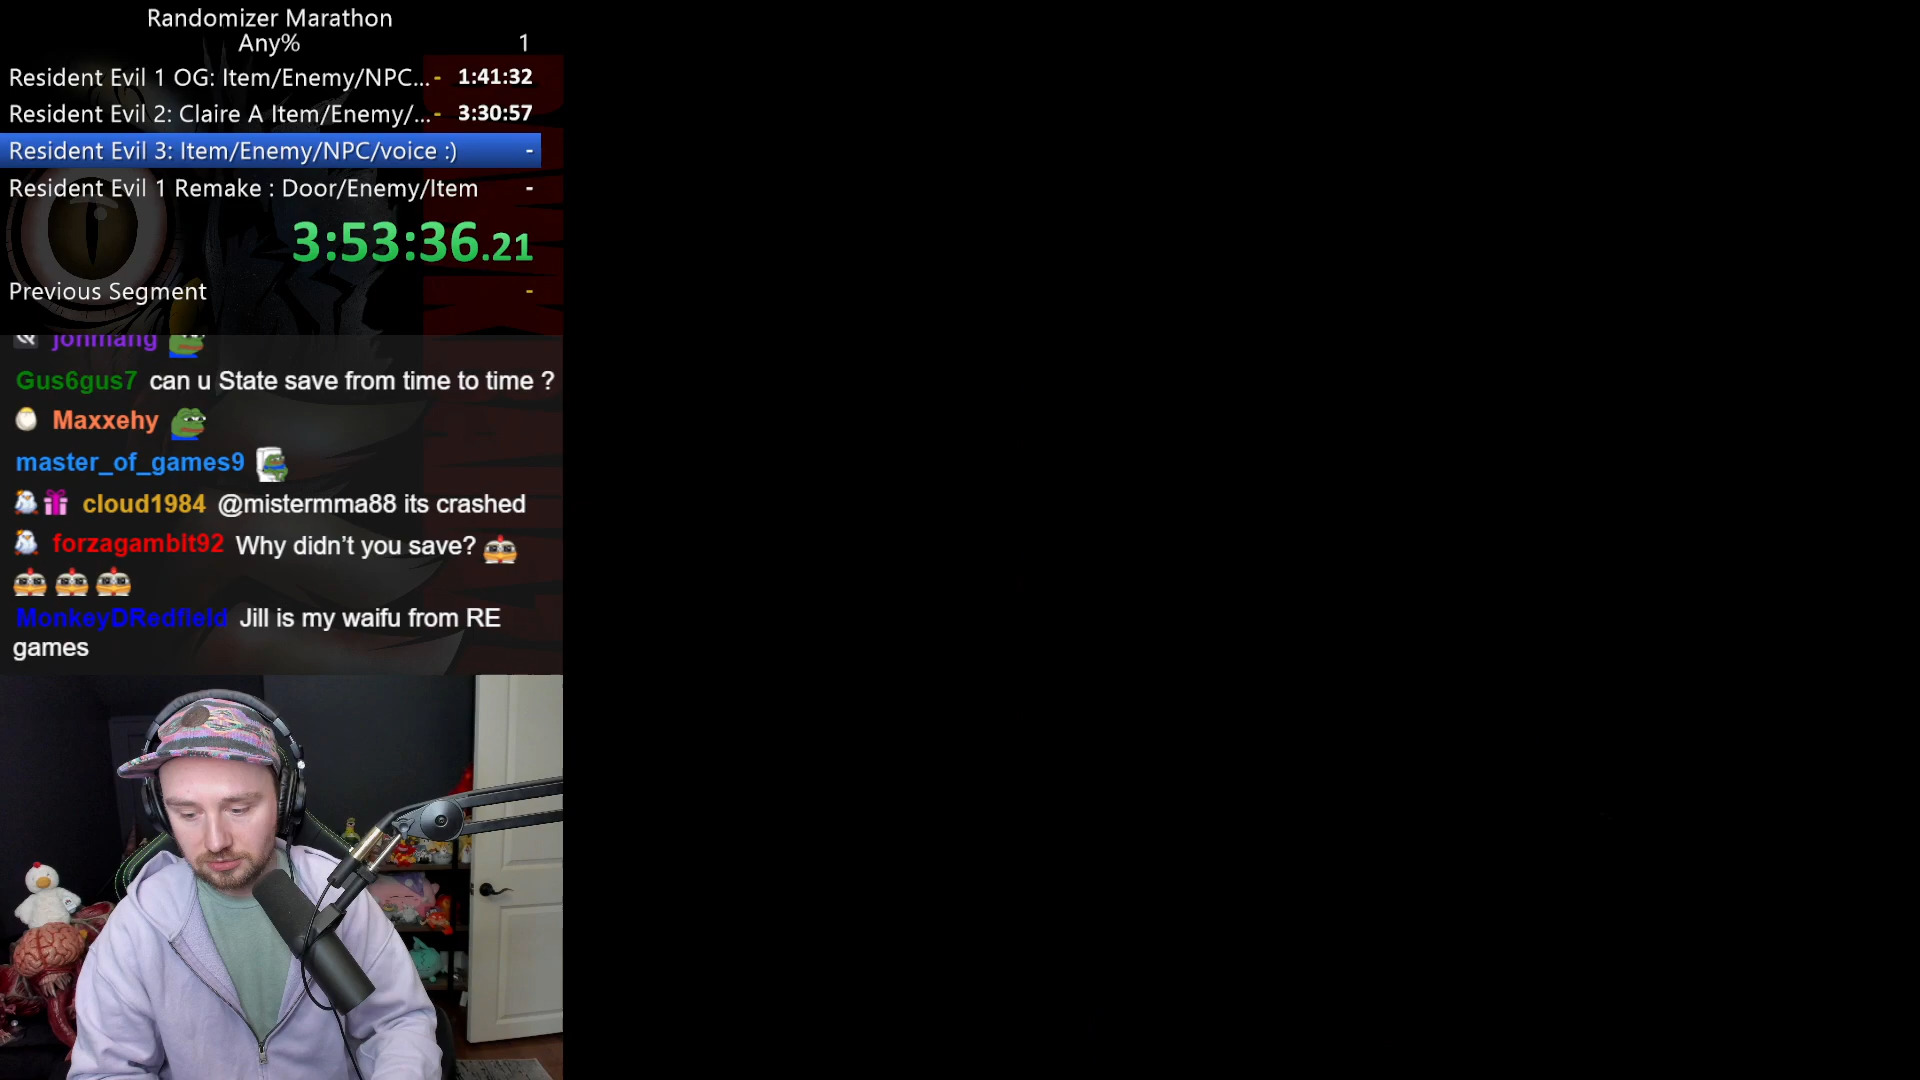 Randomizer Marathon
Any% 1
Resident Evil 1 OG: Item/Enemy/NPC... - 1:41:32
Resident Evil 2: Claire A Item/Enemy/... - 3:30:57
Resident Evil 3: Item/Enemy/NPC/voice :) -
Resident Evil 1 Remake : Door/Enemy/Item -
3:53:36.21
Previous Segment -
jonmang
Gus6gus7 can u State save from time to time ?
Maxxehy
master_of_games9
cloud1984 @mistermma88 its crashed
forzagambit92 Why didn't you save?
MonkeyDRedfield Jill is my waifu from RE
games